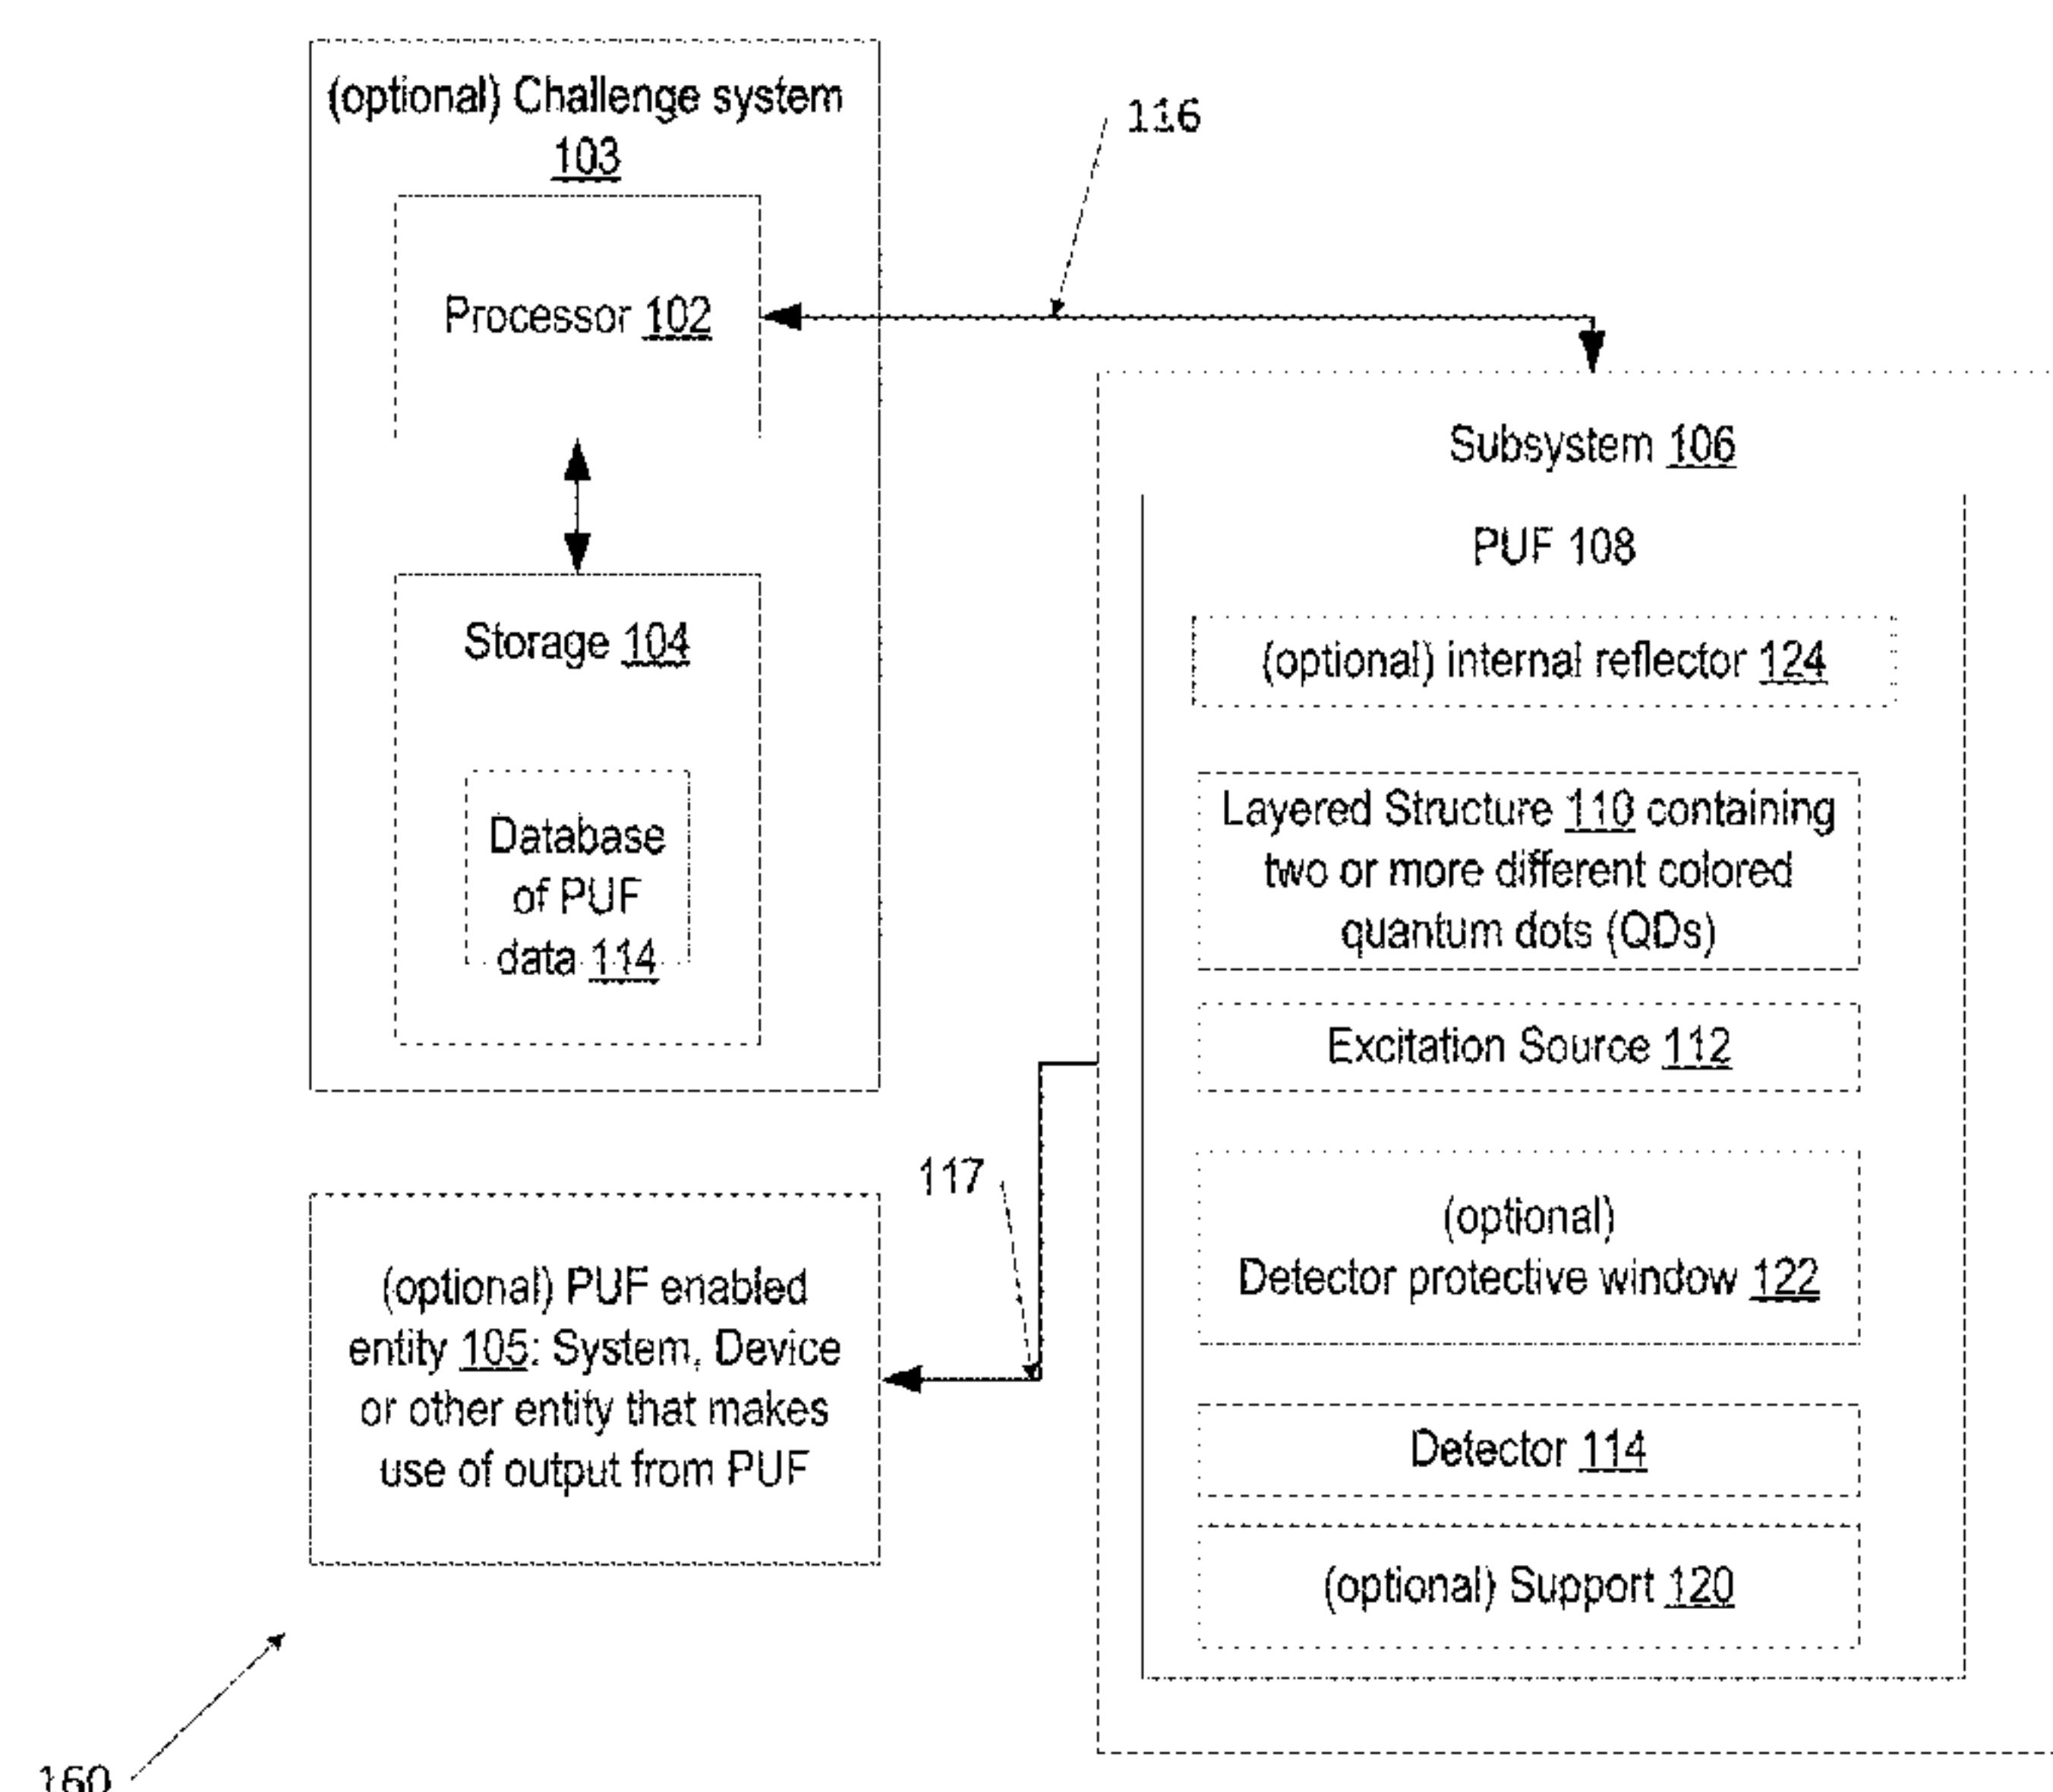 (optional) Challenge system
103
Processor 102
Storage 104
Database
of PUF
data 114
116
Subsystem 106
PUF 108
(optional) internal reflector 124
Layered Structure 110 containing
two or more different colored
quantum dots (QDs)
Excitation Source 112
(optional)
Detector protective window 122
Detector 114
(optional) Support 120
117
(optional) PUF enabled
entity 105: System, Device
or other entity that makes
use of output from PUF
160